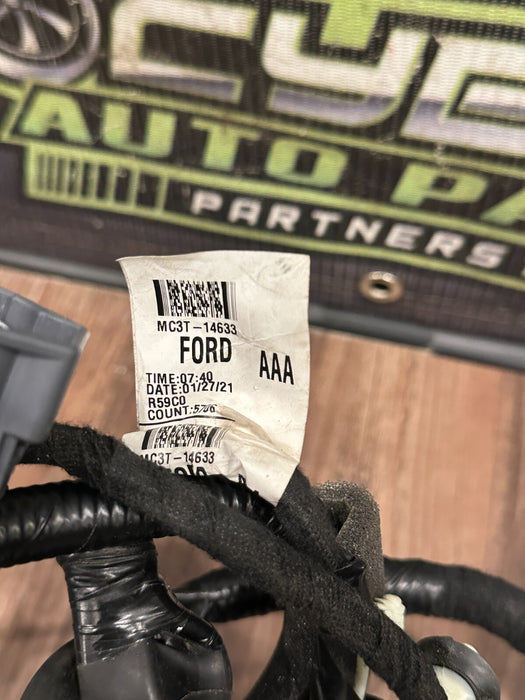 CYC
AUTO PA
PARTNERS
MC3T-14633
FORD AAA
TIME:07:40
DATE:01/27/21
R59C0
COUNT:5706
MC3T-14633